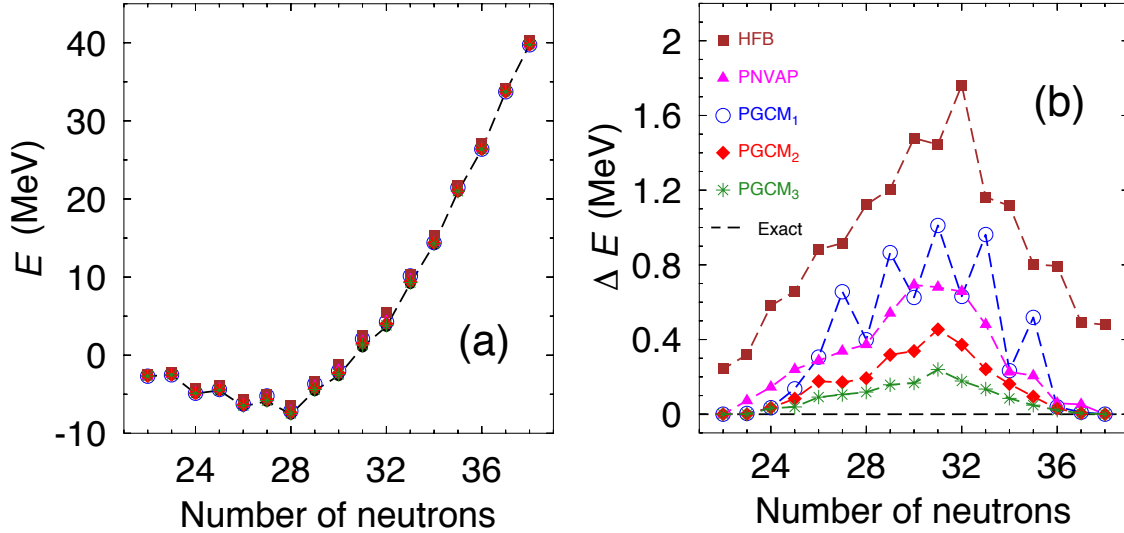 40
30
20
10
0
-10
E (MeV)
24
28
32
36
Number of neutrons
(a)
2
1.6
1.2
0.8
0.4
0
Δ E (MeV)
HFB
PNVAP
PGCM1
PGCM2
PGCM3
Exact
(b)
24
28
32
36
Number of neutrons